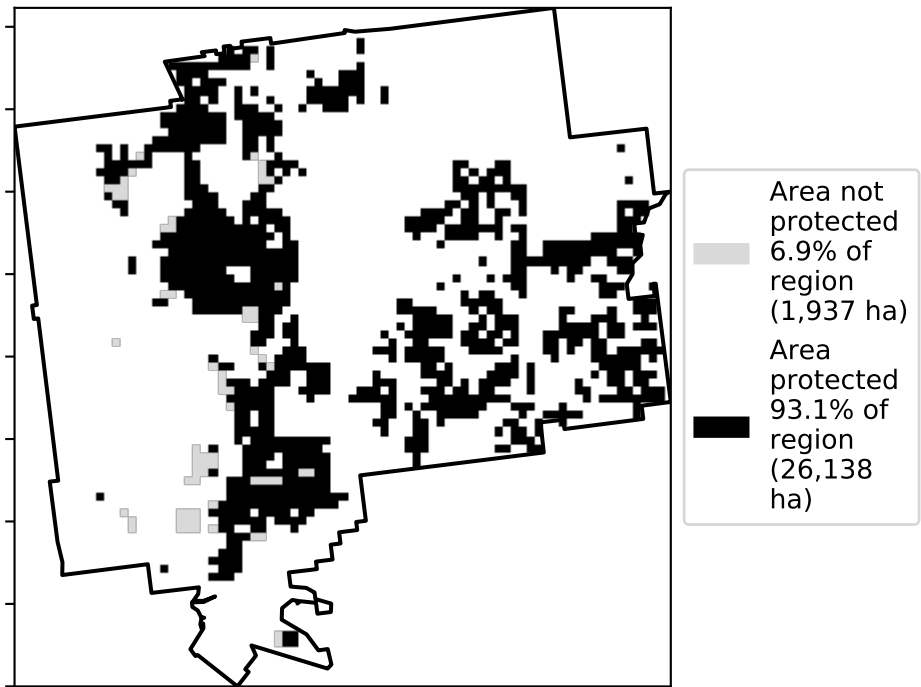 Area not
protected
6.9% of
region
(1,937 ha)
Area
protected
93.1% of
region
(26,138
ha)